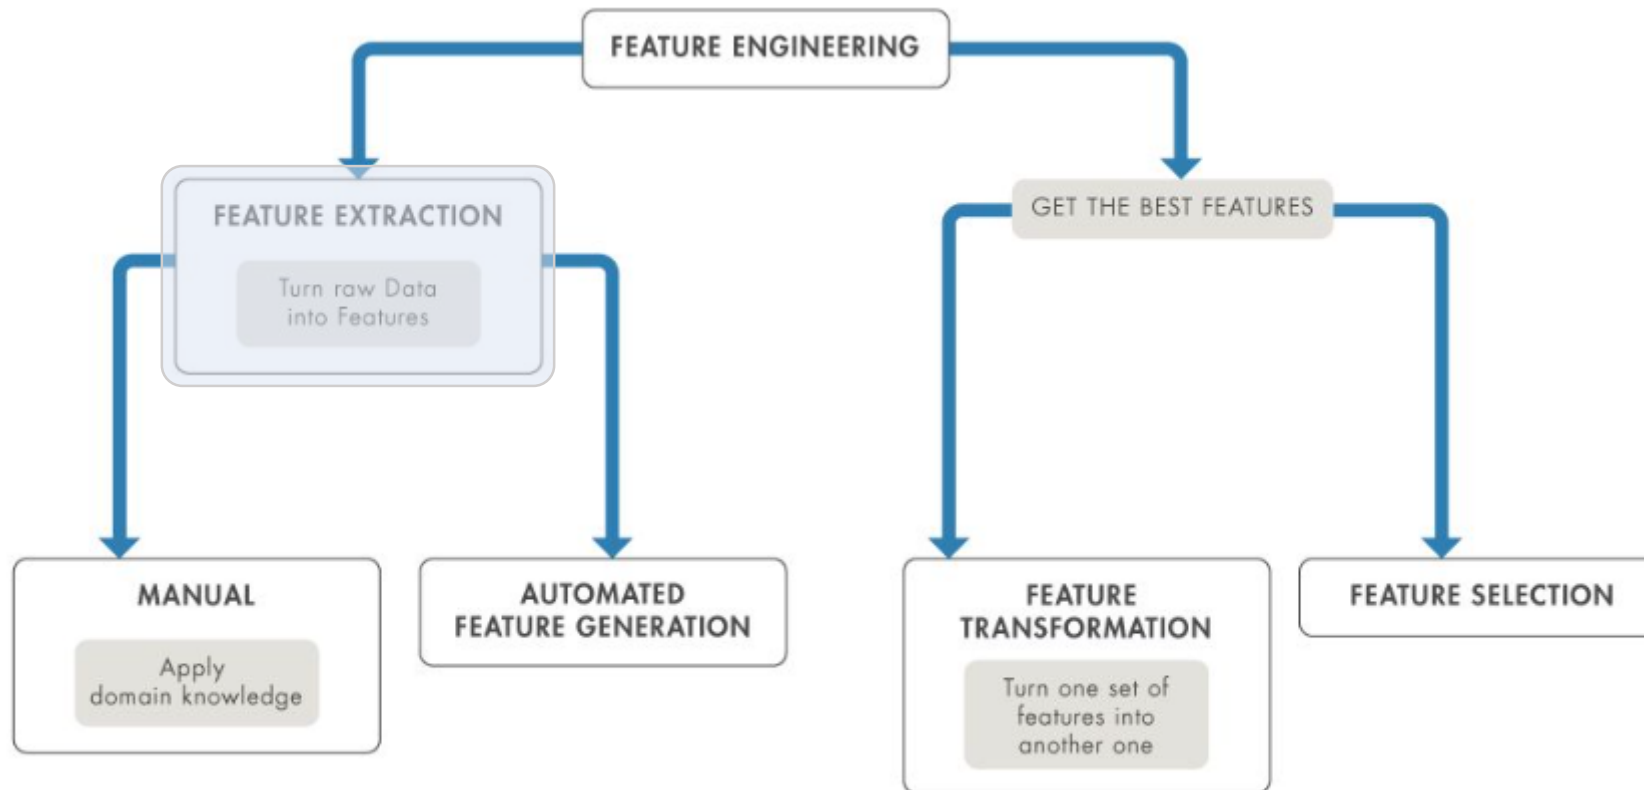 FEATURE ENGINEERING
FEATURE EXTRACTION
Turn raw Data
into Features
GET THE BEST FEATURES
MANUAL
Apply
domain knowledge
AUTOMATED
FEATURE GENERATION
FEATURE
TRANSFORMATION
Turn one set of
features into
another one
FEATURE SELECTION